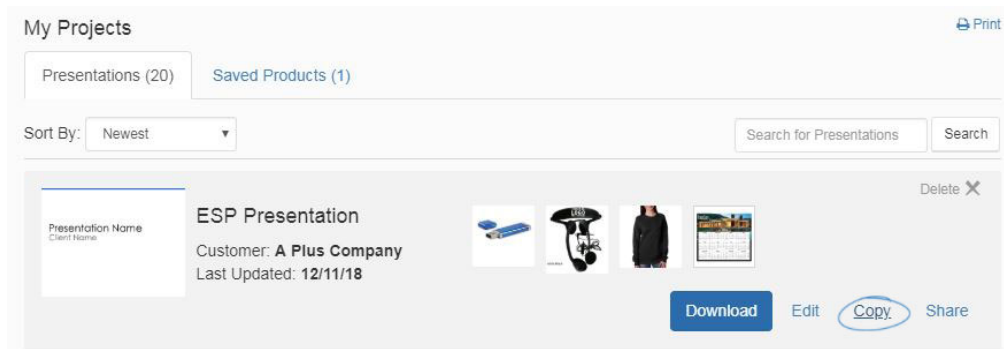 My Projects
Print
Presentations (20)
Saved Products (1)
Sort By: Newest
Search for Presentations
Search
Delete
Presentation Name
Client Name
ESP Presentation
Customer: A Plus Company
Last Updated: 12/11/18
LOGO
Download Edit Copy Share